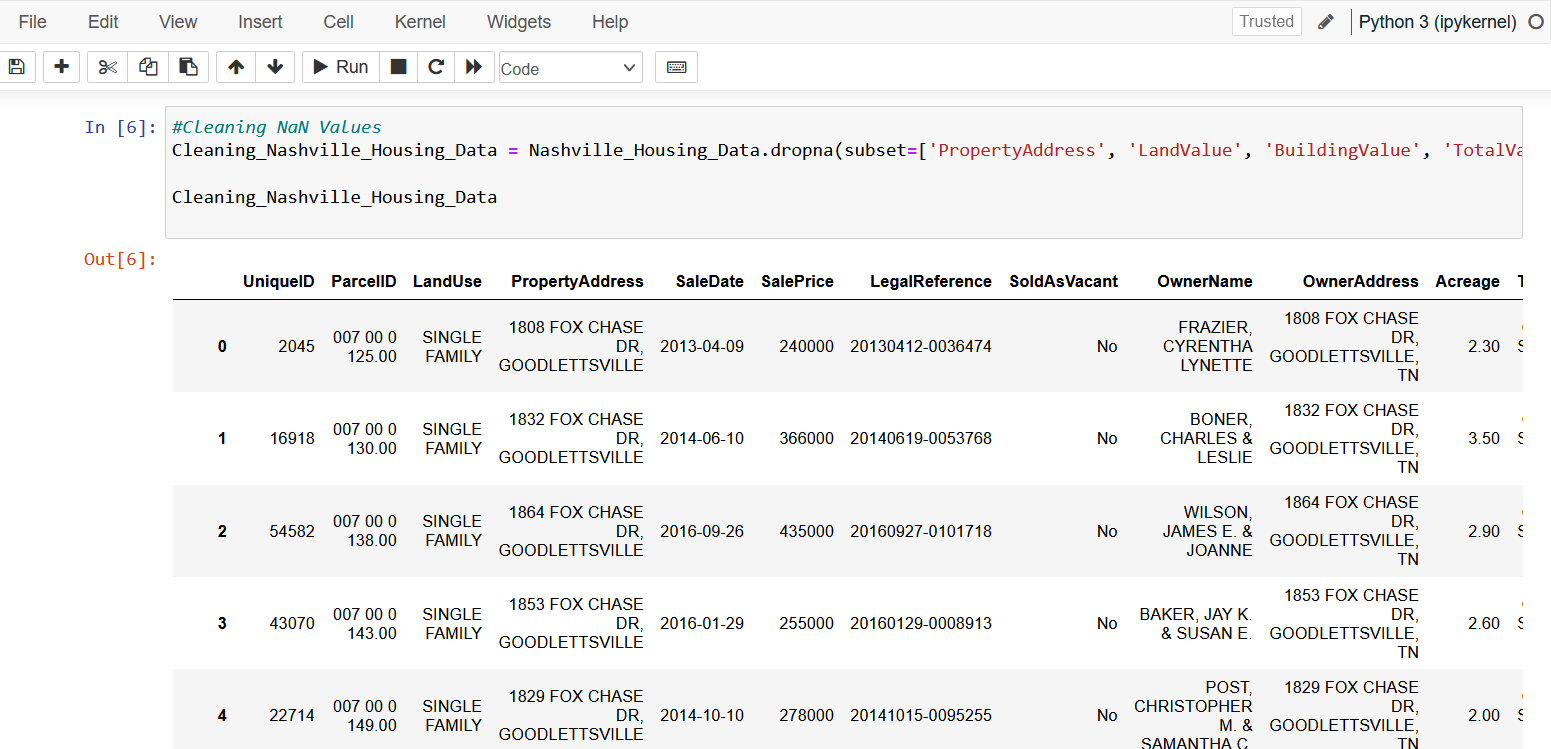 File Edit View Insert Cell Kernel Widgets Help Trusted Python 3 (ipykernel)
Run Code
In [6]: #Cleaning NaN Values
Cleaning_Nashville_Housing_Data = Nashville_Housing_Data.dropna(subset=['PropertyAddress', 'LandValue', 'BuildingValue', 'TotalVa
Cleaning_Nashville_Housing_Data
Out[6]:
UniqueID ParcelID LandUse PropertyAddress SaleDate SalePrice LegalReference SoldAsVacant OwnerName OwnerAddress Acreage
0 2045 007 00 0 125.00 SINGLE FAMILY 1808 FOX CHASE DR, GOODLETTSVILLE 2013-04-09 240000 20130412-0036474 No FRAZIER, CYRENTHA LYNETTE 1808 FOX CHASE DR, GOODLETTSVILLE, TN 2.30
1 16918 007 00 0 130.00 SINGLE FAMILY 1832 FOX CHASE DR, GOODLETTSVILLE 2014-06-10 366000 20140619-0053768 No BONER, CHARLES & LESLIE 1832 FOX CHASE DR, GOODLETTSVILLE, TN 3.50
2 54582 007 00 0 138.00 SINGLE FAMILY 1864 FOX CHASE DR, GOODLETTSVILLE 2016-09-26 435000 20160927-0101718 No WILSON, JAMES E. & JOANNE 1864 FOX CHASE DR, GOODLETTSVILLE, TN 2.90
3 43070 007 00 0 143.00 SINGLE FAMILY 1853 FOX CHASE DR, GOODLETTSVILLE 2016-01-29 255000 20160129-0008913 No BAKER, JAY K. & SUSAN E. 1853 FOX CHASE DR, GOODLETTSVILLE, TN 2.60
4 22714 007 00 0 149.00 SINGLE FAMILY 1829 FOX CHASE DR, GOODLETTSVILLE 2014-10-10 278000 20141015-0095255 No POST, CHRISTOPHER M. & SAMANTHA C. 1829 FOX CHASE DR, GOODLETTSVILLE, TN 2.00